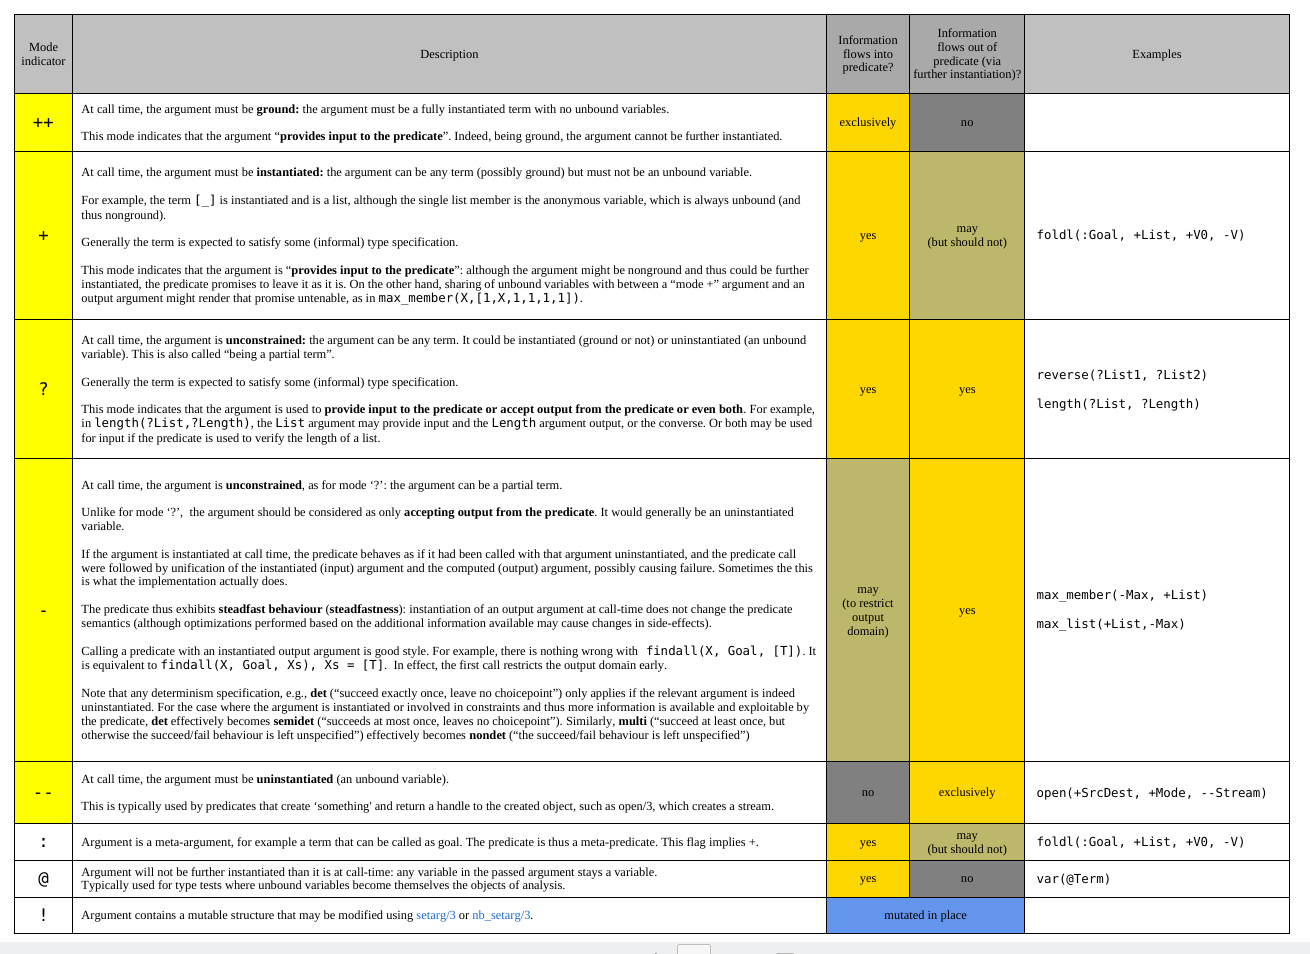 Mode
indicator
Description
Information
flows into
predicate?
Information
flows out of
predicate (via
further instantiation)?
Examples
++
At call time, the argument must be ground: the argument must be a fully instantiated term with no unbound variables.
This mode indicates that the argument “provides input to the predicate”. Indeed, being ground, the argument cannot be further instantiated.
exclusively
no
+
At call time, the argument must be instantiated: the argument can be any term (possibly ground) but must not be an unbound variable.
For example, the term [_] is instantiated and is a list, although the single list member is the anonymous variable, which is always unbound (and
thus nonground).
Generally the term is expected to satisfy some (informal) type specification.
This mode indicates that the argument is “provides input to the predicate”: although the argument might be nonground and thus could be further
instantiated, the predicate promises to leave it as it is. On the other hand, sharing of unbound variables with between a “mode +” argument and an
output argument might render that promise untenable, as in max_member(X,[1,X,1,1,1,1]).
yes
may
(but should not)
foldl(:Goal, +List, +V0, -V)
?
At call time, the argument is unconstrained: the argument can be any term. It could be instantiated (ground or not) or uninstantiated (an unbound
variable). This is also called “being a partial term”.
Generally the term is expected to satisfy some (informal) type specification.
This mode indicates that the argument is used to provide input to the predicate or accept output from the predicate or even both. For example,
in length(?List,?Length), the List argument may provide input and the Length argument output, or the converse. Or both may be used
for input if the predicate is used to verify the length of a list.
yes
yes
reverse(?List1, ?List2)
length(?List, ?Length)
-
At call time, the argument is unconstrained, as for mode ‘?’: the argument can be a partial term.
Unlike for mode ‘?’, the argument should be considered as only accepting output from the predicate. It would generally be an uninstantiated
variable.
If the argument is instantiated at call time, the predicate behaves as if it had been called with that argument uninstantiated, and the predicate call
were followed by unification of the instantiated (input) argument and the computed (output) argument, possibly causing failure. Sometimes the this
is what the implementation actually does.
The predicate thus exhibits steadfast behaviour (steadfastness): instantiation of an output argument at call-time does not change the predicate
semantics (although optimizations performed based on the additional information available may cause changes in side-effects).
Calling a predicate with an instantiated output argument is good style. For example, there is nothing wrong with findall(X, Goal, [T]). It
is equivalent to findall(X, Goal, Xs), Xs = [T]. In effect, the first call restricts the output domain early.
Note that any determinism specification, e.g., det (“succeed exactly once, leave no choicepoint”) only applies if the relevant argument is indeed
uninstantiated. For the case where the argument is instantiated or involved in constraints and thus more information is available and exploitable by
the predicate, det effectively becomes semidet (“succeeds at most once, leaves no choicepoint”). Similarly, multi (“succeed at least once, but
otherwise the succeed/fail behaviour is left unspecified”) effectively becomes nondet (“the succeed/fail behaviour is left unspecified”)
may
(to restrict
output
domain)
yes
max_member(-Max, +List)
max_list(+List,-Max)
--
At call time, the argument must be uninstantiated (an unbound variable).
This is typically used by predicates that create ‘something' and return a handle to the created object, such as open/3, which creates a stream.
no
exclusively
open(+SrcDest, +Mode, --Stream)
:
Argument is a meta-argument, for example a term that can be called as goal. The predicate is thus a meta-predicate. This flag implies +.
yes
may
(but should not)
foldl(:Goal, +List, +V0, -V)
@
Argument will not be further instantiated than it is at call-time: any variable in the passed argument stays a variable.
Typically used for type tests where unbound variables become themselves the objects of analysis.
yes
no
var(@Term)
!
Argument contains a mutable structure that may be modified using setarg/3 or nb_setarg/3.
mutated in place